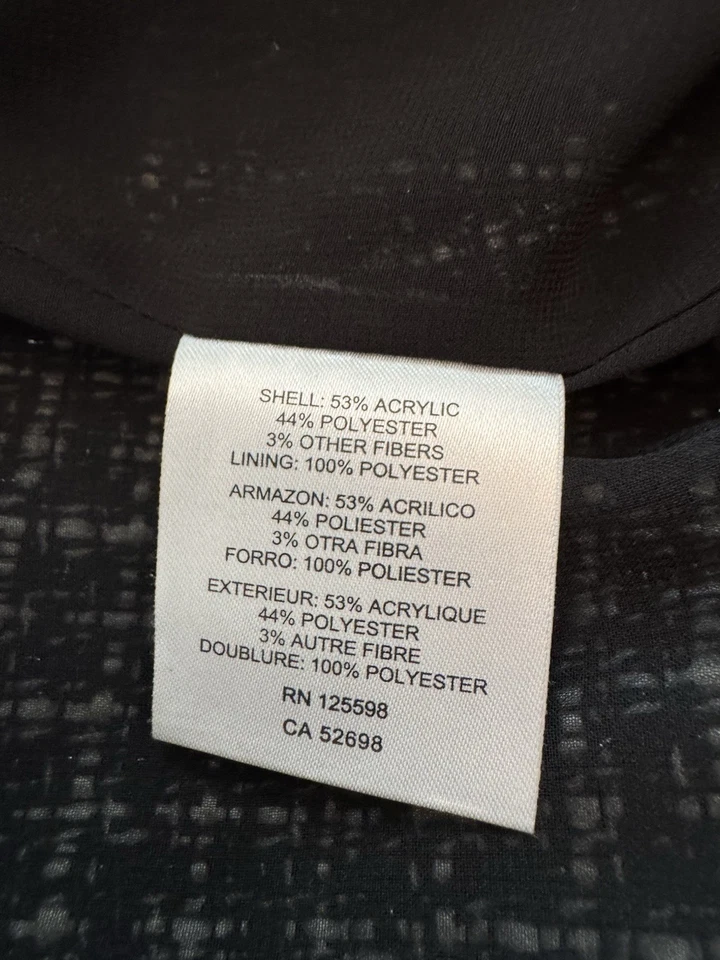 SHELL: 53% ACRYLIC
44% POLYESTER
3% OTHER FIBERS
LINING: 100% POLYESTER
ARMAZON: 53% ACRILICO
44% POLIESTER
3% OTRA FIBRA
FORRO: 100% POLIESTER
EXTERIEUR: 53% ACRYLIQUE
44% POLYESTER
3% AUTRE FIBRE
DOUBLURE: 100% POLYESTER
RN 125598
CA 52698